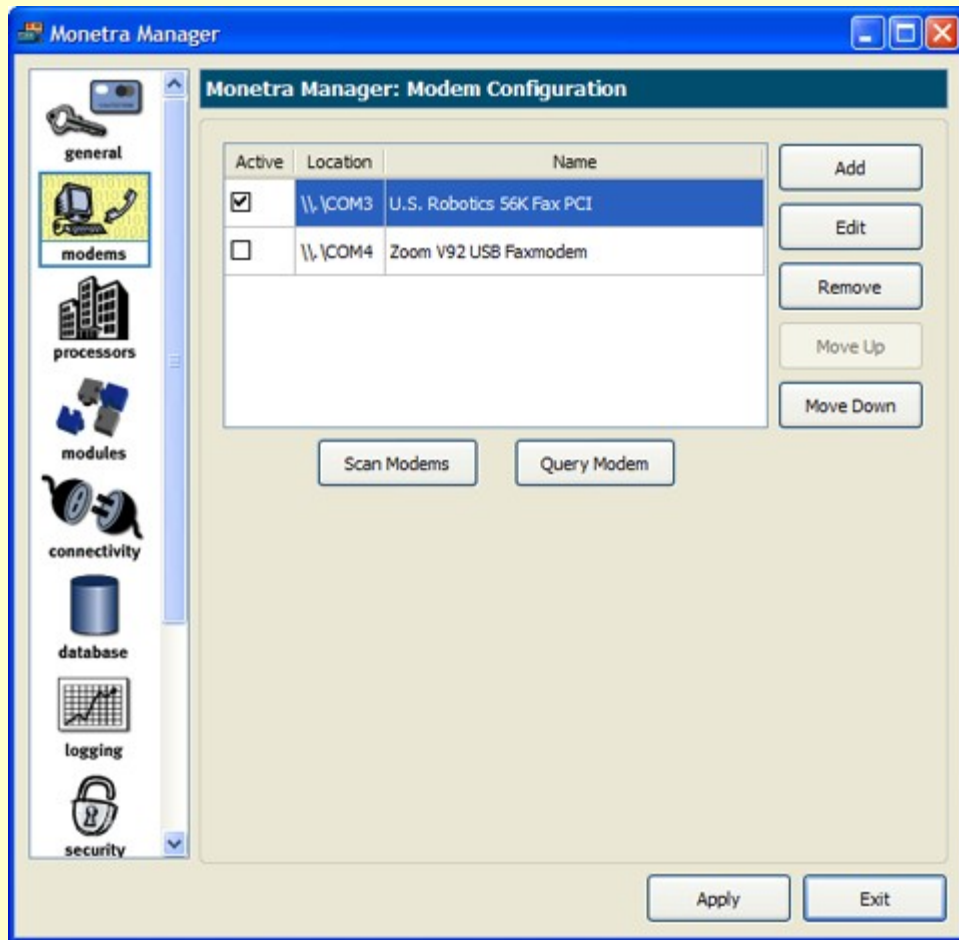 Monetra Manager
general
modems
processors
modules
connectivity
database
logging
security
Monetra Manager: Modem Configuration
Active Location Name
\\.\COM3 U.S. Robotics 56K Fax PCI
\\.\COM4 Zoom V92 USB Faxmodem
Add
Edit
Remove
Move Up
Move Down
Scan Modems Query Modem
Apply Exit